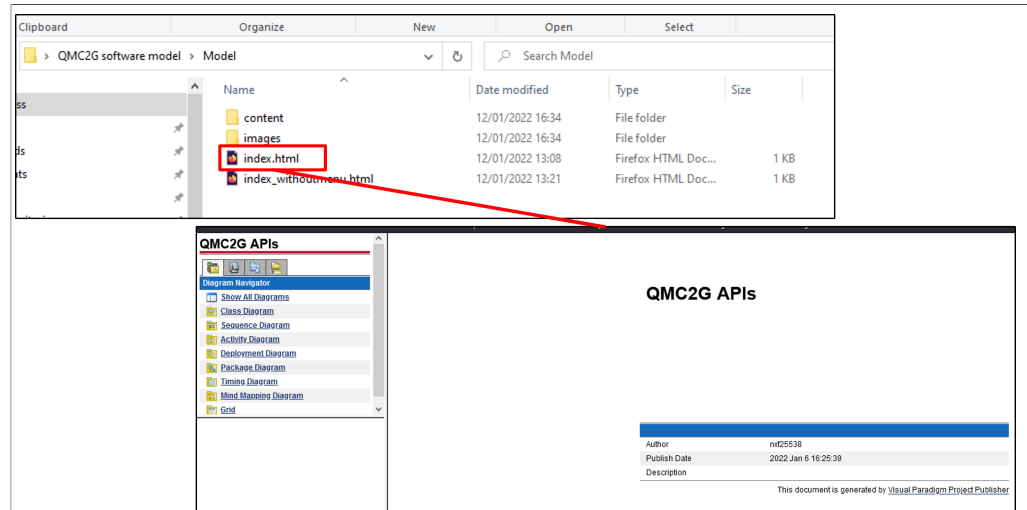 Clipboard Organize New Open Select
› QMC2G software model › Model Search Model
Name Date modified Type Size
ss
content 12/01/2022 16:34 File folder
images 12/01/2022 16:34 File folder
ds index.html 12/01/2022 13:08 Firefox HTML Doc... 1 KB
index_withoutmenu.html 12/01/2022 13:21 Firefox HTML Doc... 1 KB
QMC2G APIs
Diagram Navigator
Show All Diagrams
Class Diagram
Sequence Diagram
Activity Diagram
Deployment Diagram
Package Diagram
Timing Diagram
Mind Mapping Diagram
Grid
QMC2G APIs
Author nxf25538
Publish Date 2022 Jan 6 16:25:39
Description
This document is generated by Visual Paradigm Project Publisher